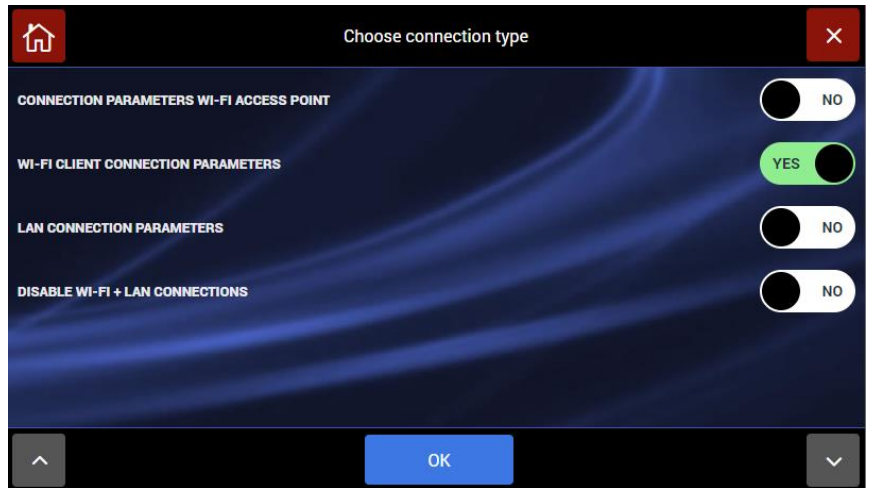 Choose connection type
CONNECTION PARAMETERS WI-FI ACCESS POINT
NO
WI-FI CLIENT CONNECTION PARAMETERS
YES
LAN CONNECTION PARAMETERS
NO
DISABLE WI-FI + LAN CONNECTIONS
NO
OK